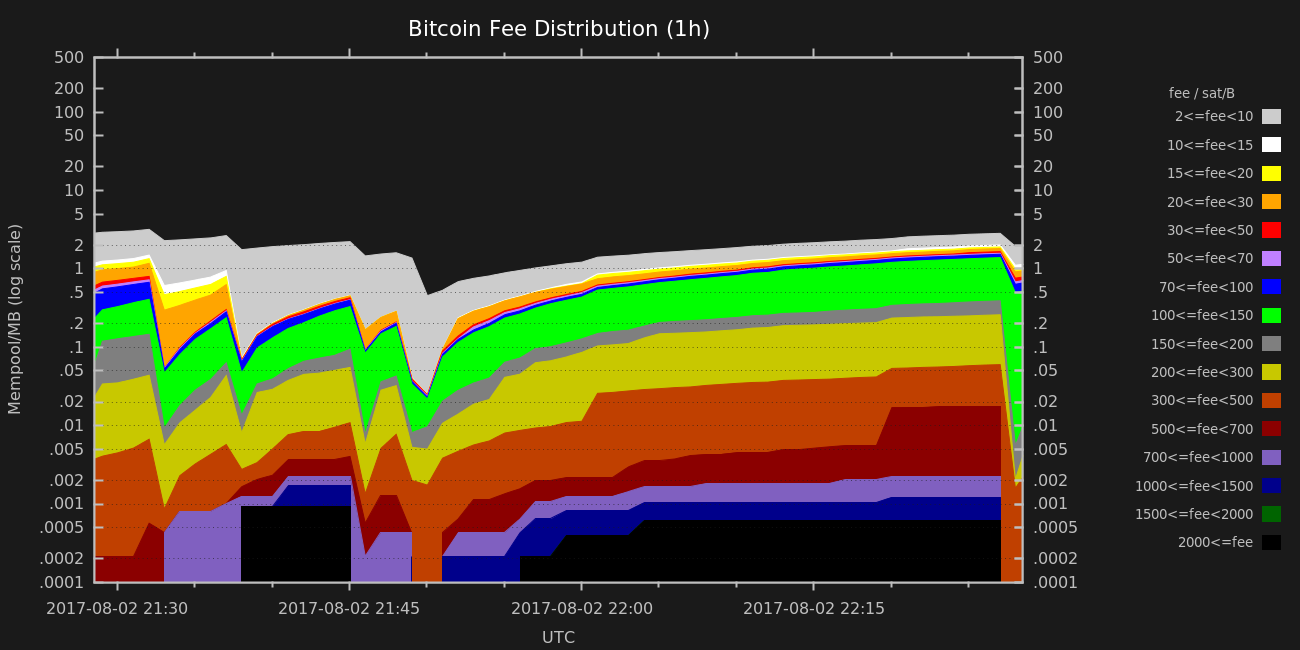 Bitcoin Fee Distribution (1h)
Mempool/MB (log scale)
500
200
100
50
20
10
5
2
1
.5
.2
.1
.05
.02
.01
.005
.002
.001
.0005
.0002
.0001
500
200
100
50
20
10
5
2
1
.5
.2
.1
.05
.02
.01
.005
.002
.001
.0005
.0002
.0001
2017-08-02 21:30 2017-08-02 21:45 2017-08-02 22:00 2017-08-02 22:15
UTC
fee / sat/B
2<=fee<10
10<=fee<15
15<=fee<20
20<=fee<30
30<=fee<50
50<=fee<70
70<=fee<100
100<=fee<150
150<=fee<200
200<=fee<300
300<=fee<500
500<=fee<700
700<=fee<1000
1000<=fee<1500
1500<=fee<2000
2000<=fee